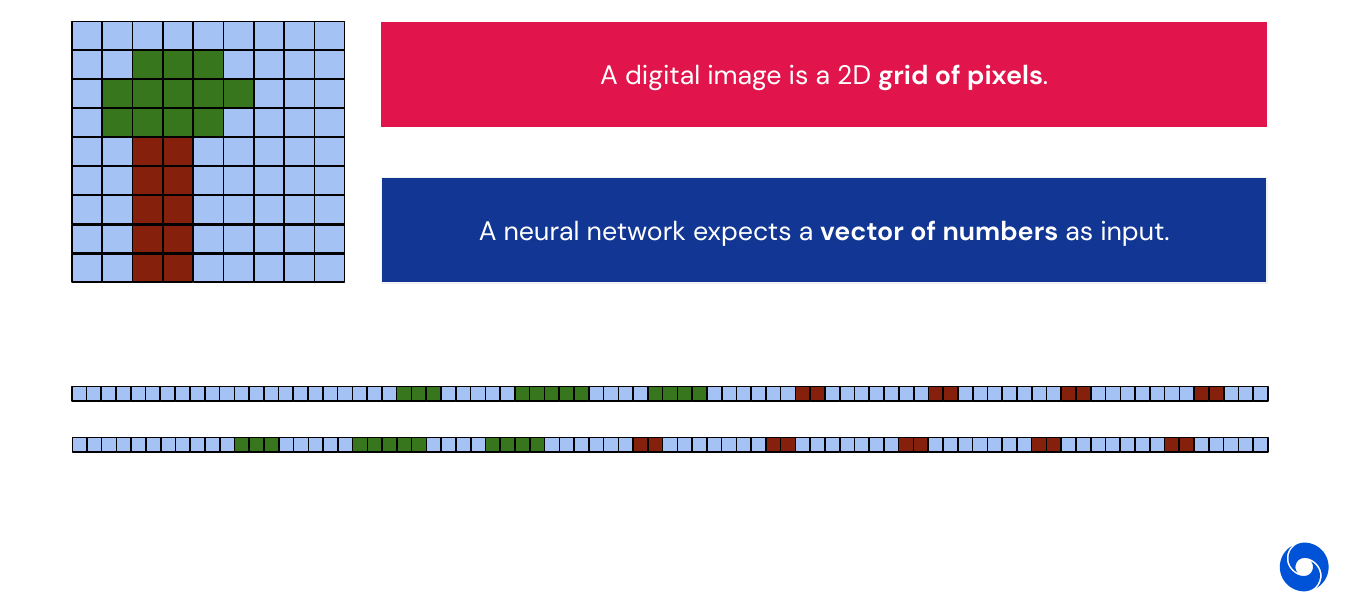 A digital image is a 2D grid of pixels.
A neural network expects a vector of numbers as input.